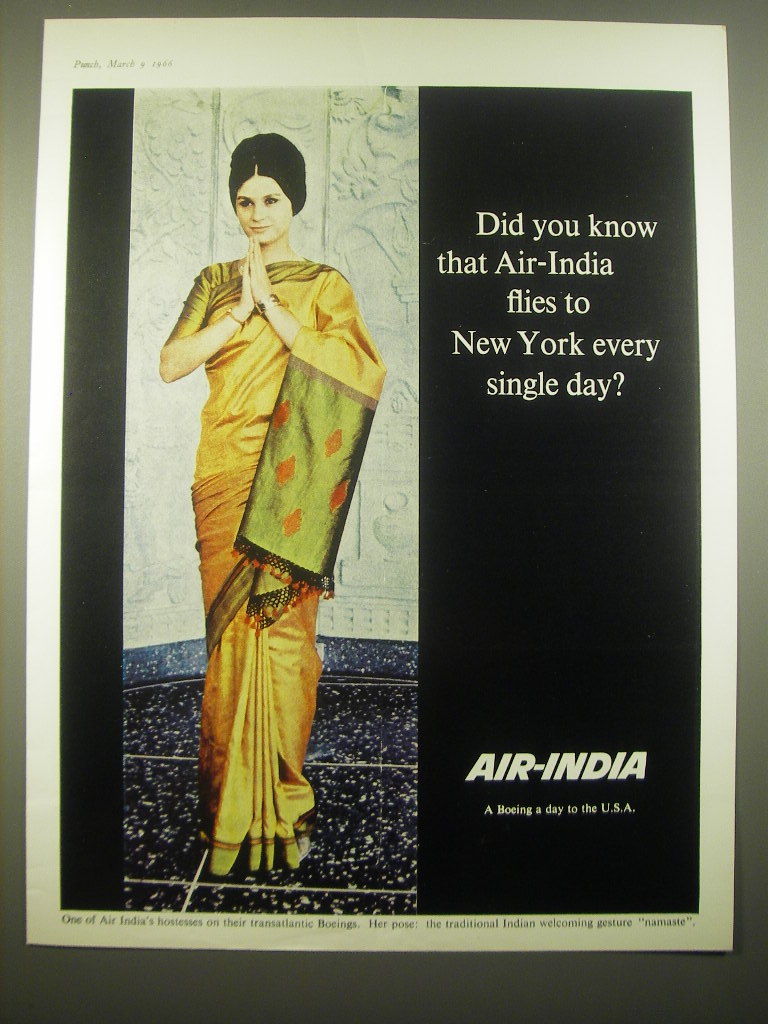 Punch, March 9 1966
Did you know
that Air-India
flies to
New York every
single day?
AIR-INDIA
A Boeing a day to the U.S.A.
One of Air India's hostesses on their transatlantic Boeings. Her pose: the traditional Indian welcoming gesture "namaste".